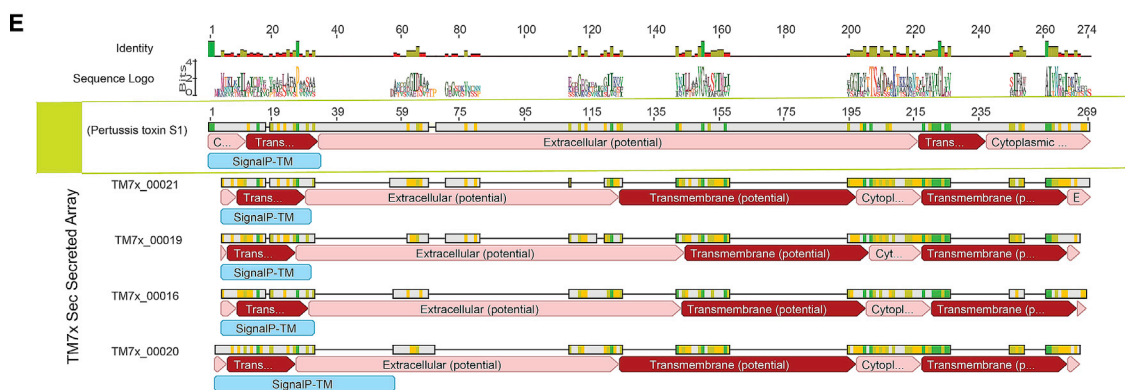 E
1 20 40 60 80 100 120 140 160 180 200 220 240 260 274
Identity
Sequence Logo
Bits
4
2
0
1 19 39 59 75 95 115 135 155 175 195 215 235 255 269
(Pertussis toxin S1)
C... Trans... Extracellular (potential) Trans... Cytoplasmic ...
SignalP-TM
TM7x Sec Secreted Array
TM7x_00021
Trans... Extracellular (potential) Transmembrane (potential) Cytopl... Transmembrane (p... E
SignalP-TM
TM7x_00019
Trans... Extracellular (potential) Transmembrane (potential) Cyt... Transmembrane (p...
SignalP-TM
TM7x_00016
Trans... Extracellular (potential) Transmembrane (potential) Cytopl... Transmembrane (p...
SignalP-TM
TM7x_00020
Trans... Extracellular (potential) Transmembrane (potential) Cytopl... Transmembrane (p...
SignalP-TM